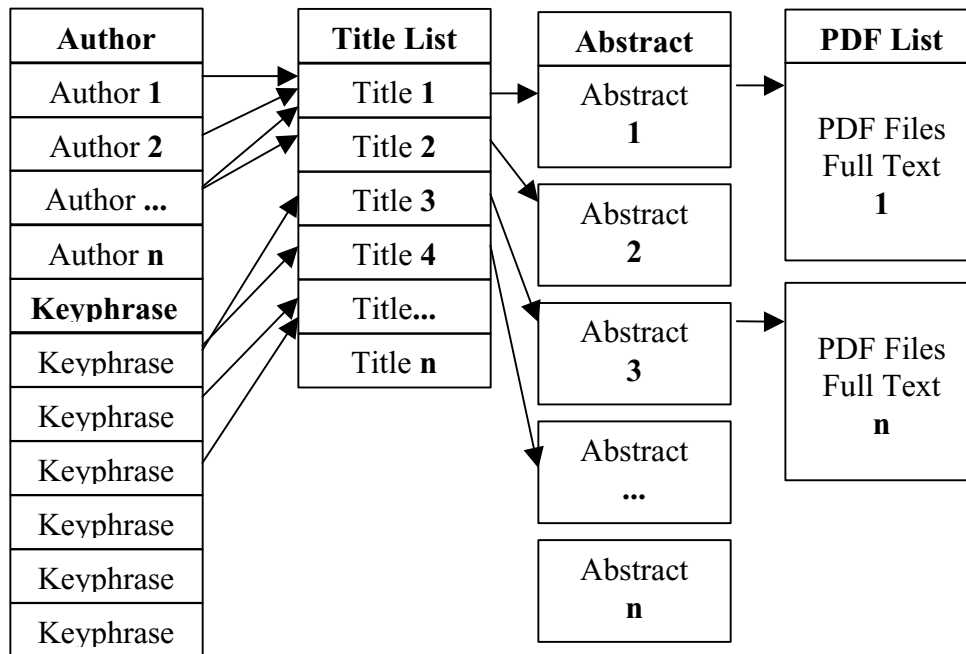 Author
Author 1
Author 2
Author ...
Author n
Keyphrase
Keyphrase
Keyphrase
Keyphrase
Keyphrase
Keyphrase
Keyphrase
Title List
Title 1
Title 2
Title 3
Title 4
Title...
Title n
Abstract
Abstract
1
Abstract
2
Abstract
3
Abstract
...
Abstract
n
PDF List
PDF Files
Full Text
1
PDF Files
Full Text
n